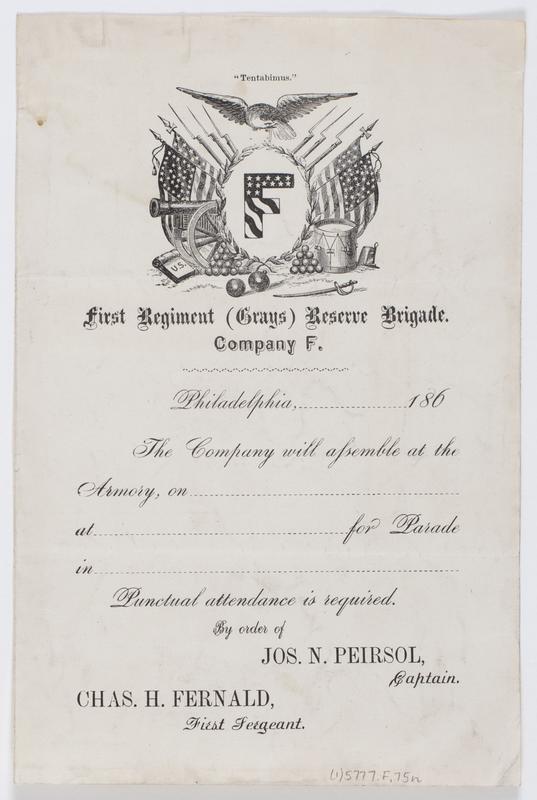 "Tentabimus."
F
U.S.
First Regiment (Grays) Reserve Brigade.
Company F.
Philadelphia, 186
The Company will aſsemble at the
Armory, on
at for Parade
in
Punctual attendance is required.
By order of
JOS. N. PEIRSOL,
Captain.
CHAS. H. FERNALD,
First Sergeant.
(1)5777.F.75n